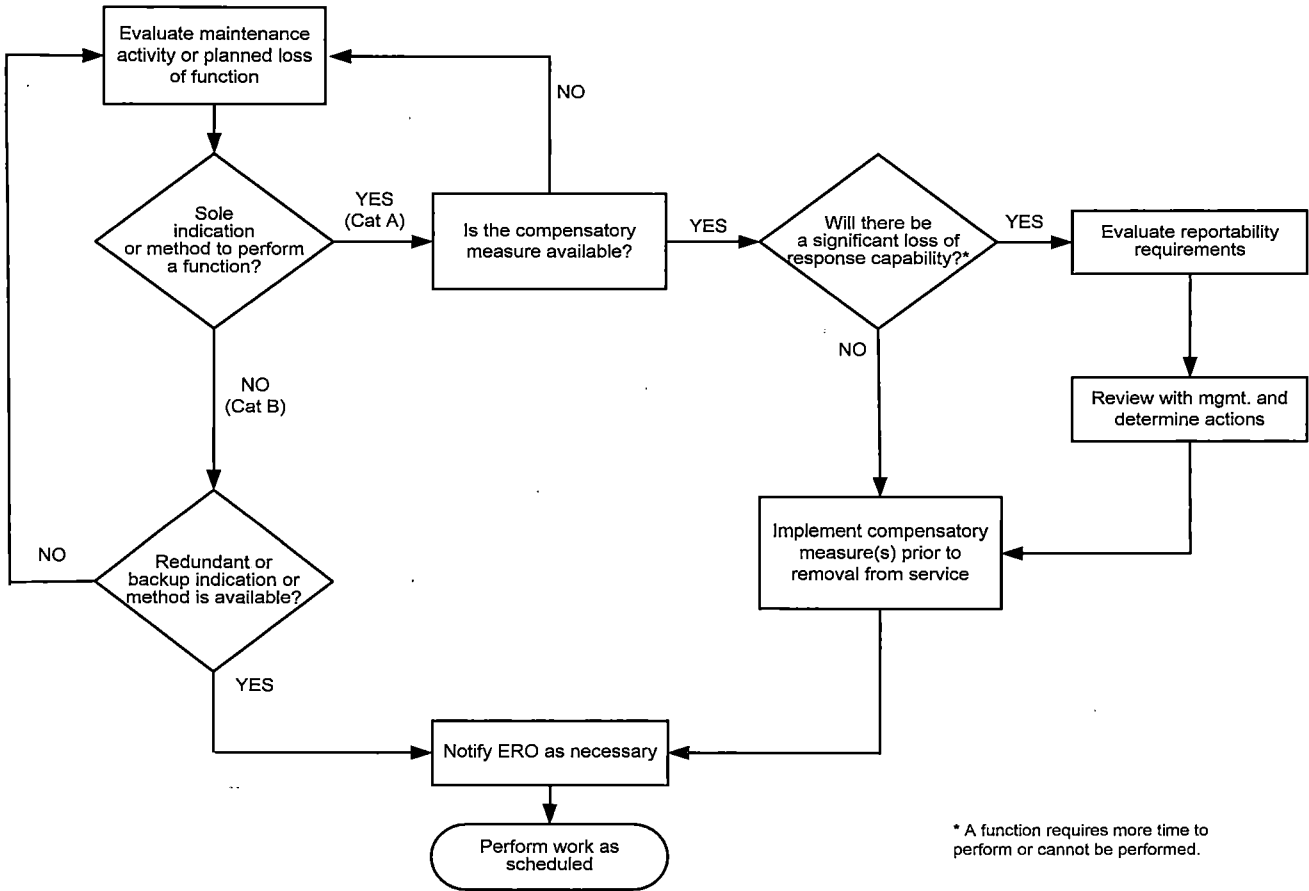 Evaluate maintenance
activity or planned loss
of function
NO
Sole
indication
or method to perform
a function?
YES
(Cat A)
Is the compensatory
measure available?
YES
Will there be
a significant loss of
response capability?*
YES
Evaluate reportability
requirements
NO
Review with mgmt. and
determine actions
NO
(Cat B)
Implement compensatory
measure(s) prior to
removal from service
NO
Redundant or
backup indication or
method is available?
YES
Notify ERO as necessary
Perform work as
scheduled
* A function requires more time to
perform or cannot be performed.